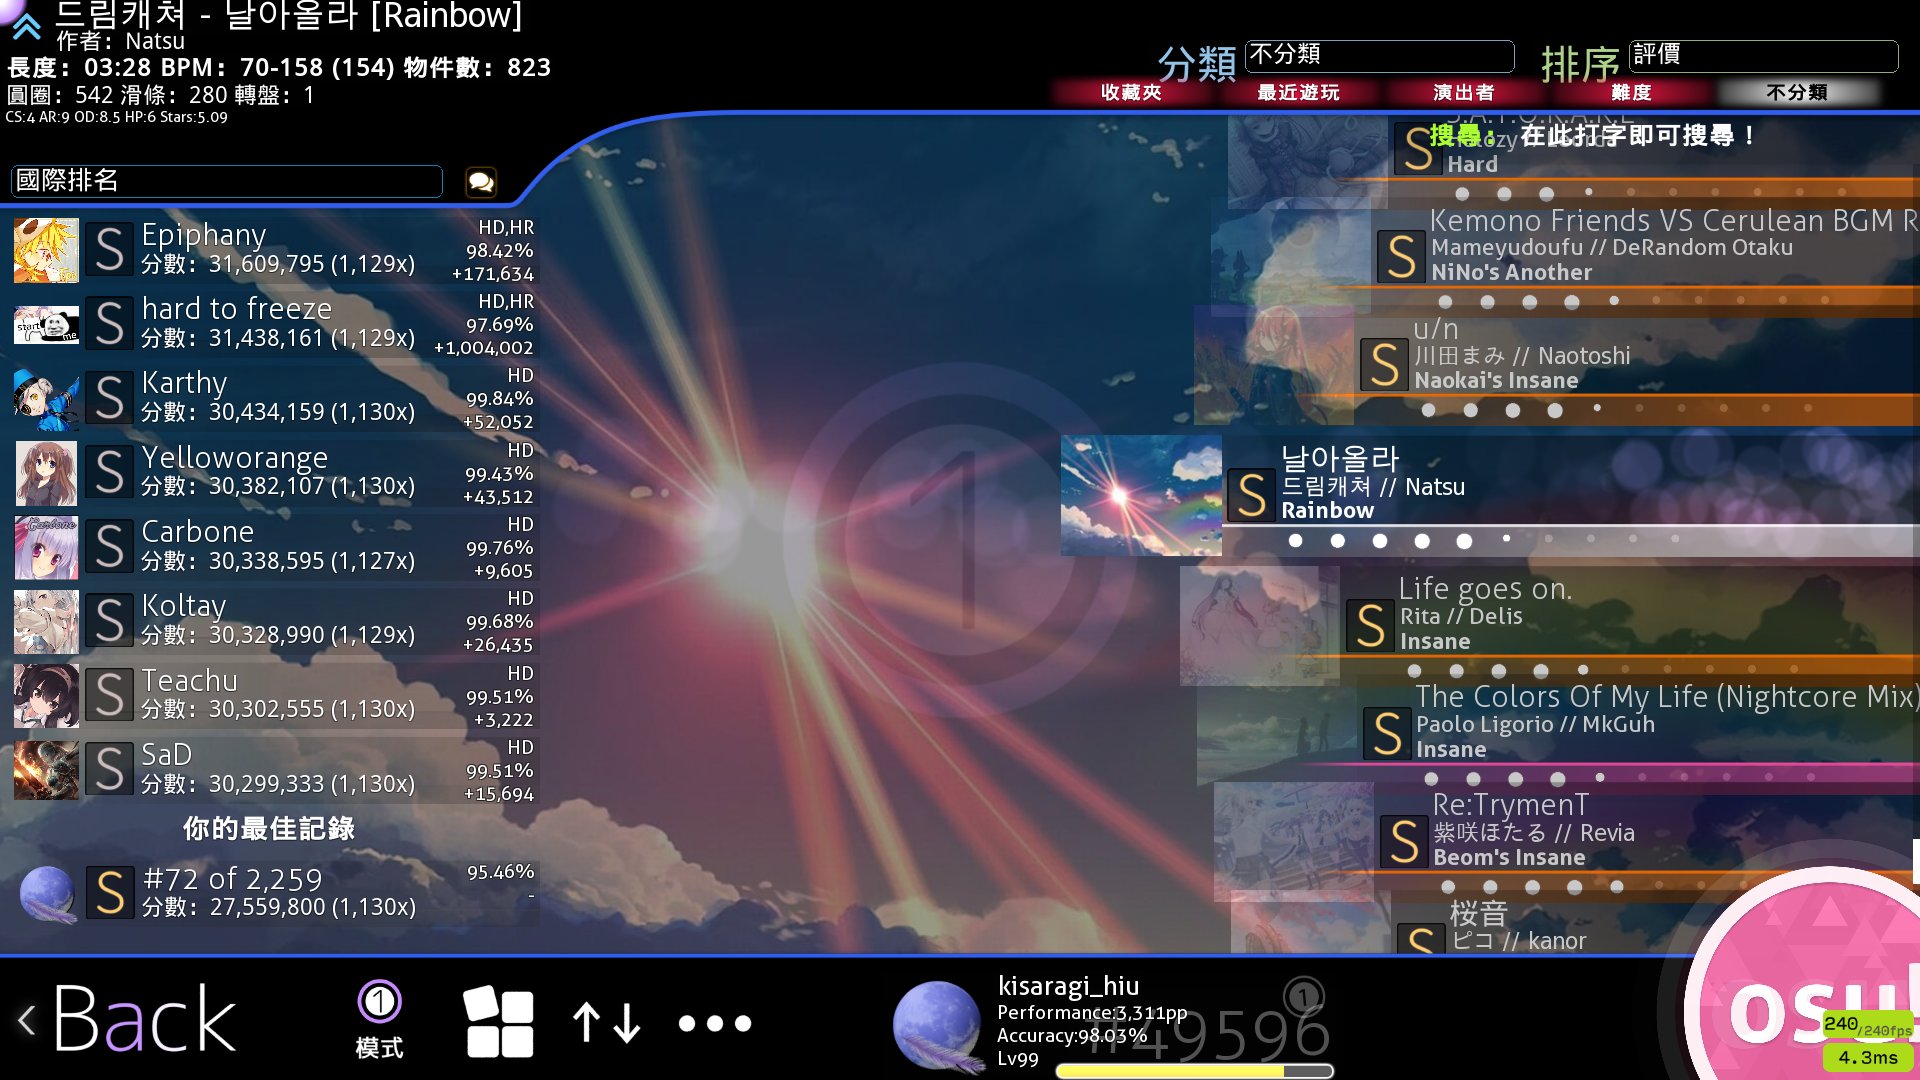 드림캐쳐 - 날아올라 [Rainbow]
作者：Natsu
長度：03:28 BPM：70-158 (154) 物件數：823
圓圈：542 滑條：280 轉盤：1
CS:4 AR:9 OD:8.5 HP:6 Stars:5.09
分類 不分類
排序 評價
收藏夾 最近遊玩 演出者 難度 不分類
搜尋： 在此打字即可搜尋！
國際排名
S Epiphany
分數：31,609,795 (1,129x)
HD,HR
98.42%
+171,634
S hard to freeze
分數：31,438,161 (1,129x)
HD,HR
97.69%
+1,004,002
S Karthy
分數：30,434,159 (1,130x)
HD
99.84%
+52,052
S Yelloworange
分數：30,382,107 (1,130x)
HD
99.43%
+43,512
S Carbone
分數：30,338,595 (1,127x)
HD
99.76%
+9,605
S Koltay
分數：30,328,990 (1,129x)
HD
99.68%
+26,435
S Teachu
分數：30,302,555 (1,130x)
HD
99.51%
+3,222
S SaD
分數：30,299,333 (1,130x)
HD
99.51%
+15,694
你的最佳記錄
S #72 of 2,259
分數：27,559,800 (1,130x)
95.46%
-
S
Hard
Kemono Friends VS Cerulean BGM R
S Mameyudoufu // DeRandom Otaku
NiNo's Another
u/n
S 川田まみ // Naotoshi
Naokai's Insane
날아올라
S 드림캐쳐 // Natsu
Rainbow
Life goes on.
S Rita // Delis
Insane
The Colors Of My Life (Nightcore Mix)
S Paolo Ligorio // MkGuh
Insane
Re:TrymenT
S 紫咲ほたる // Revia
Beom's Insane
桜音
S ピコ // kanor
‹ Back
模式
kisaragi_hiu
Performance:3,311pp
Accuracy:98.03%
Lv99
#49596
osu!
240/240fps
4.3ms